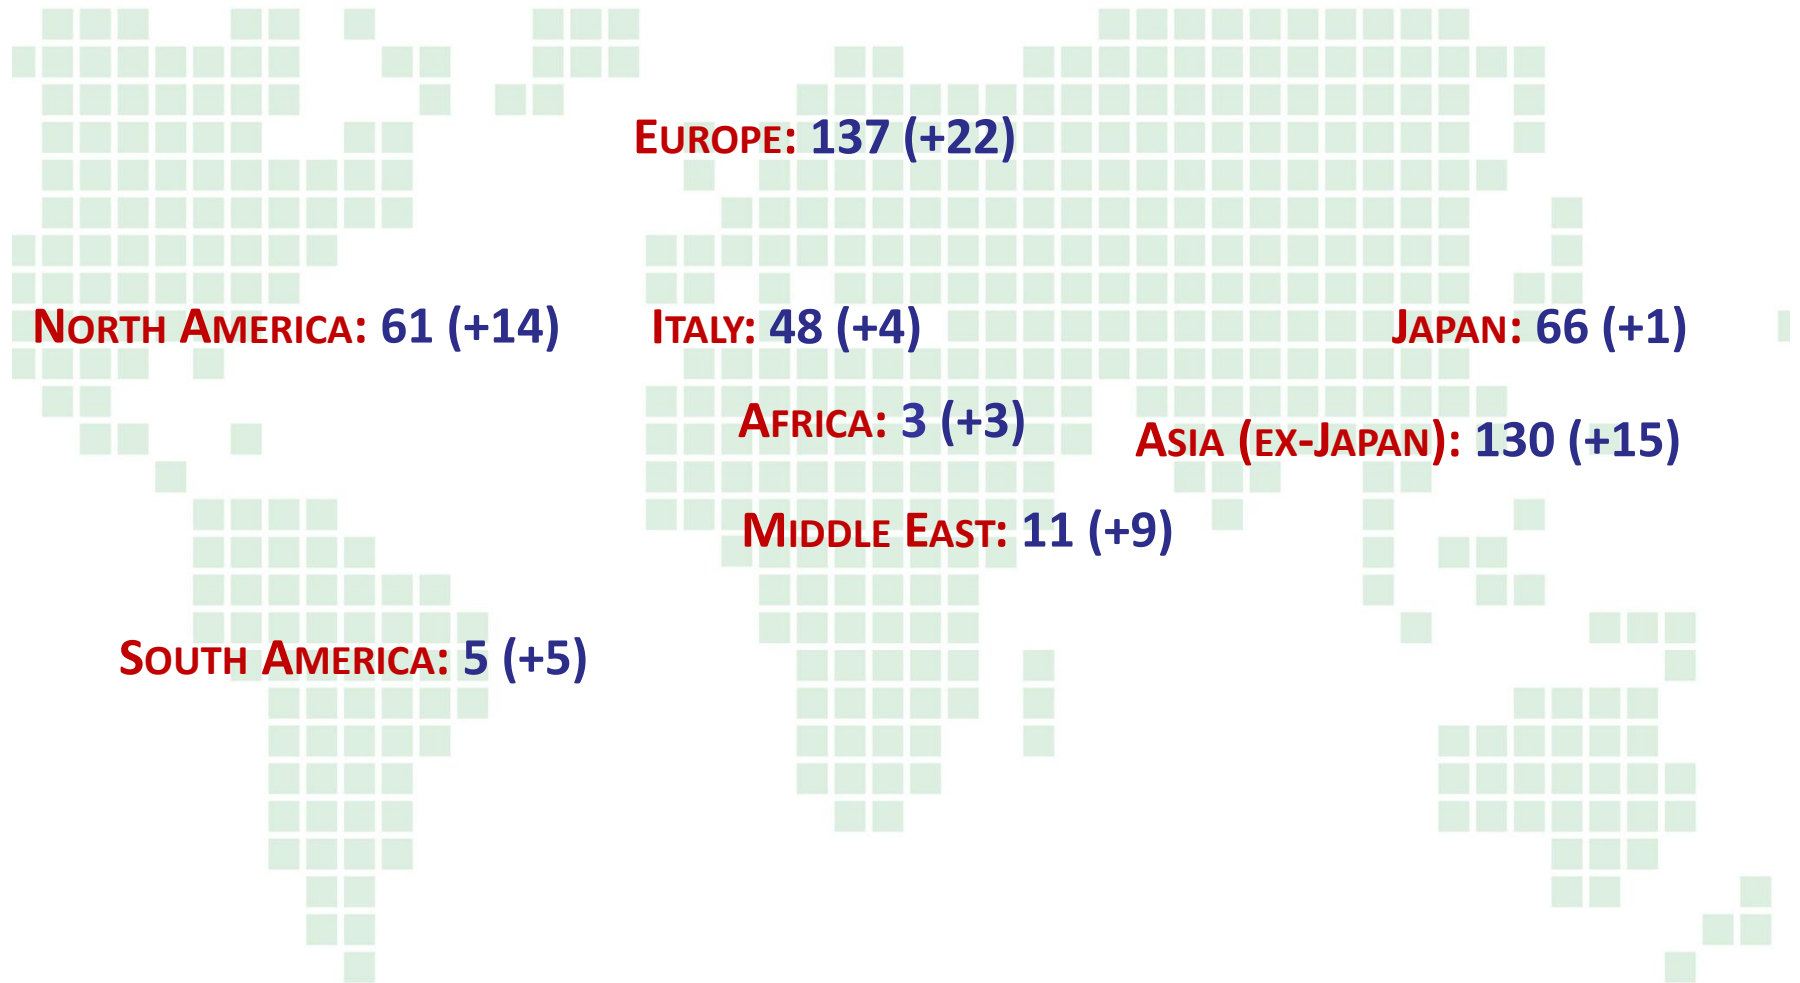 Europe: 137 (+22)
North America: 61 (+14)
Italy: 48 (+4)
Japan: 66 (+1)
Africa: 3 (+3)
Asia (ex-Japan): 130 (+15)
Middle East: 11 (+9)
South America: 5 (+5)